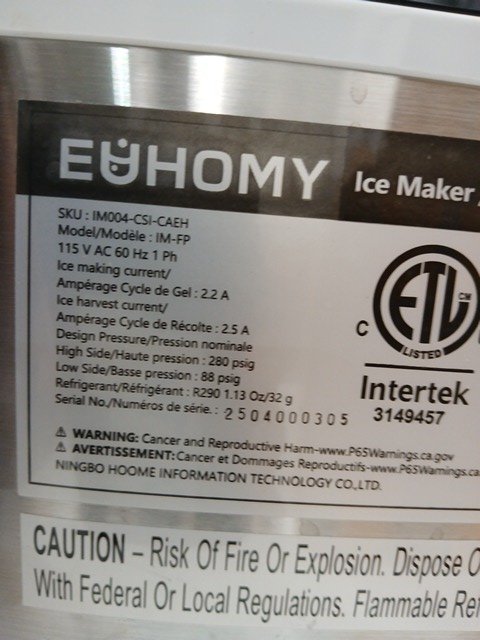 EUHOMY Ice Maker
SKU : IM004-CSI-CAEH
Model/Modèle : IM-FP
115 V AC 60 Hz 1 Ph
Ice making current/
Ampérage Cycle de Gel : 2.2 A
Ice harvest current/
Ampérage Cycle de Récolte : 2.5 A
Design Pressure/Pression nominale
High Side/Haute pression : 280 psig
Low Side/Basse pression : 88 psig
Refrigerant/Réfrigérant : R290 1.13 Oz/32 g
Serial No./Numéros de série. : 2504000305
C ETL CM
LISTED
Intertek
3149457
⚠ WARNING: Cancer and Reproductive Harm-www.P65Warnings.ca.gov
⚠ AVERTISSEMENT: Cancer et Dommages Reproductifs-www.P65Warnings.ca
NINGBO HOOME INFORMATION TECHNOLOGY CO.,LTD.
CAUTION – Risk Of Fire Or Explosion. Dispose
With Federal Or Local Regulations. Flammable